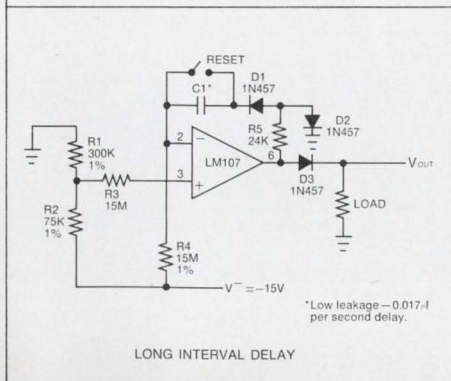 RESET
C1*
D1
1N457
D2
1N457
R1
300K
1%
R5
24K
2
6
LM107
3
D3
1N457
VOUT
R3
15M
R2
75K
1%
LOAD
R4
15M
1%
V⁻ = -15V
*Low leakage—0.017
per second delay.
LONG INTERVAL DELAY